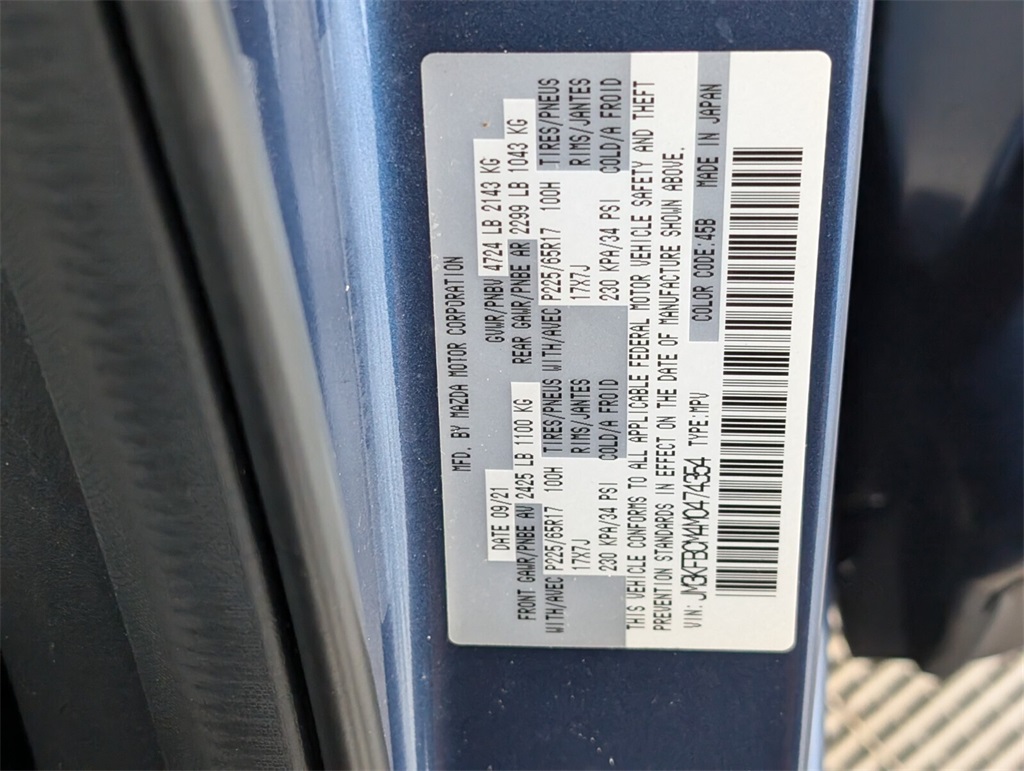 MFD. BY MAZDA MOTOR CORPORATION
DATE 09/21 GVWR/PNBV 4724 LB 2143 KG
FRONT GAWR/PNBE AV 2425 LB 1100 KG REAR GAWR/PNBE AR 2299 LB 1043 KG
WITH/AVEC P225/65R17 100H TIRES/PNEUS WITH/AVEC P225/65R17 100H TIRES/PNEUS
17X7J RIMS/JANTES 17X7J RIMS/JANTES
230 KPA/34 PSI COLD/A FROID 230 KPA/34 PSI COLD/A FROID
THIS VEHICLE CONFORMS TO ALL APPLICABLE FEDERAL MOTOR VEHICLE SAFETY AND THEFT
PREVENTION STANDARDS IN EFFECT ON THE DATE OF MANUFACTURE SHOWN ABOVE.
VIN: JM3KFBCM4M0474354 TYPE:MPV COLOR CODE:45B MADE IN JAPAN